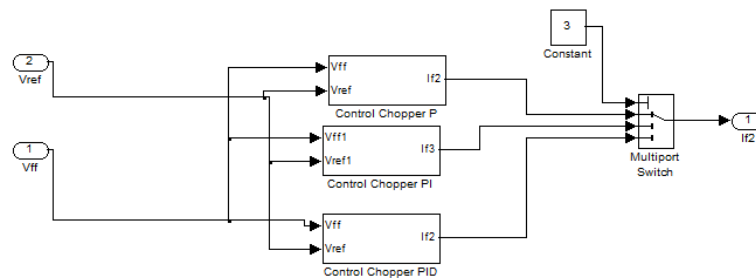 3
Constant
2
Vref
Vff
If2
Vref
Control Chopper P
1
If2
Vff1
If3
Vref1
Control Chopper PI
Multiport
Switch
1
Vff
Vff
If2
Vref
Control Chopper PID